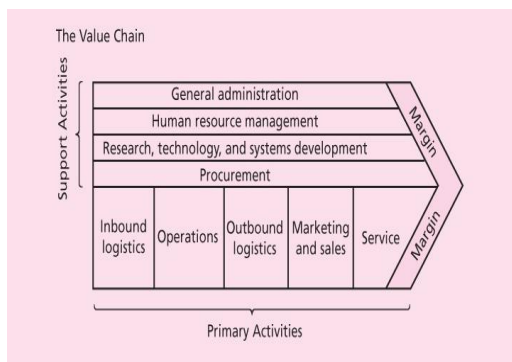 The Value Chain
Support Activities
General administration
Human resource management
Research, technology, and systems development
Procurement
Margin
Inbound
logistics
Operations
Outbound
logistics
Marketing
and sales
Service
Margin
Primary Activities